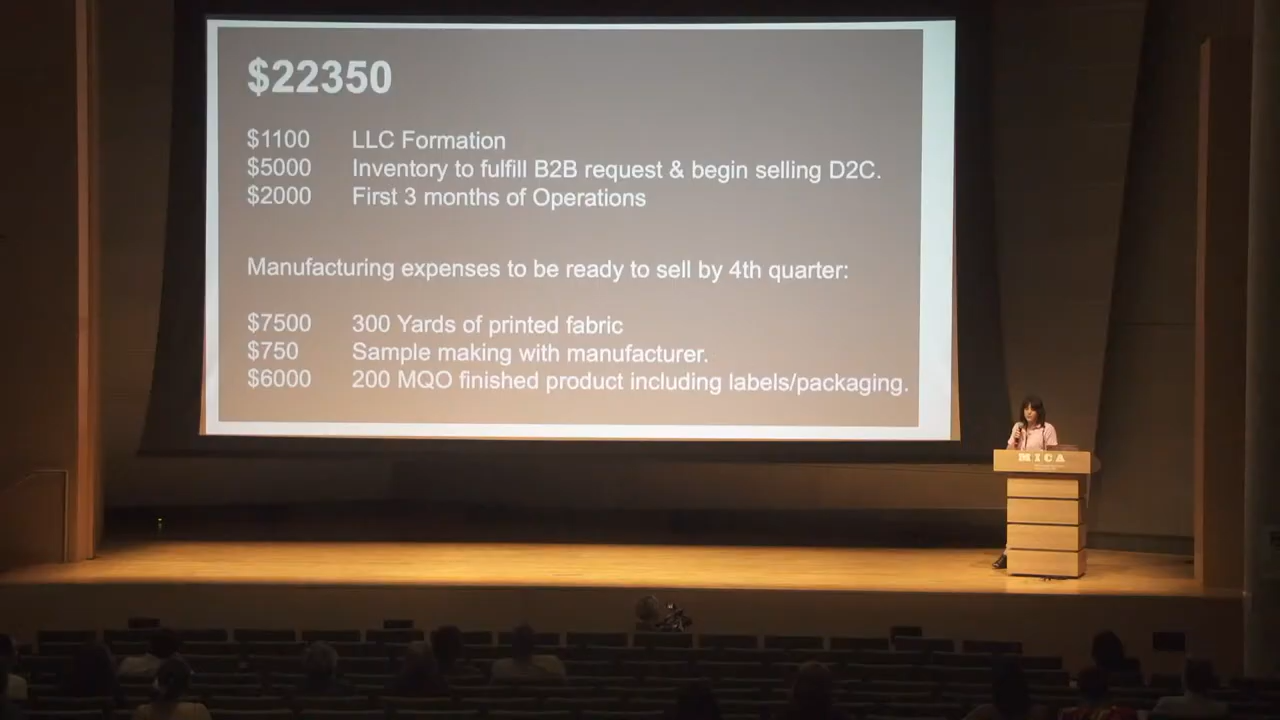 $22350
$1100 LLC Formation
$5000 Inventory to fulfill B2B request & begin selling D2C.
$2000 First 3 months of Operations
Manufacturing expenses to be ready to sell by 4th quarter:
$7500 300 Yards of printed fabric
$750 Sample making with manufacturer.
$6000 200 MQO finished product including labels/packaging.
MICA